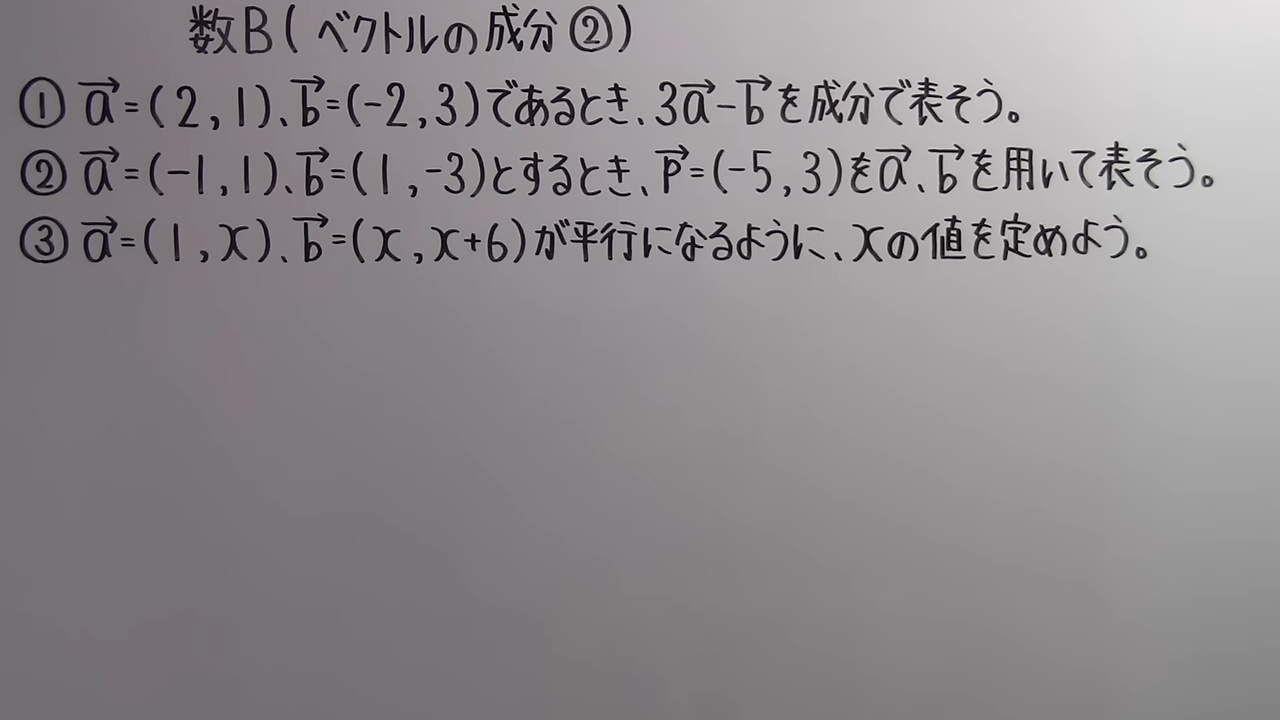 数B(ベクトルの成分②)
① a→=(2,1)、b→=(-2,3)であるとき、3a→-b→を成分で表そう。
② a→=(-1,1)、b→=(1,-3)とするとき、p→=(-5,3)をa→、b→を用いて表そう。
③ a→=(1,x)、b→=(x,x+6)が平行になるように、xの値を定めよう。